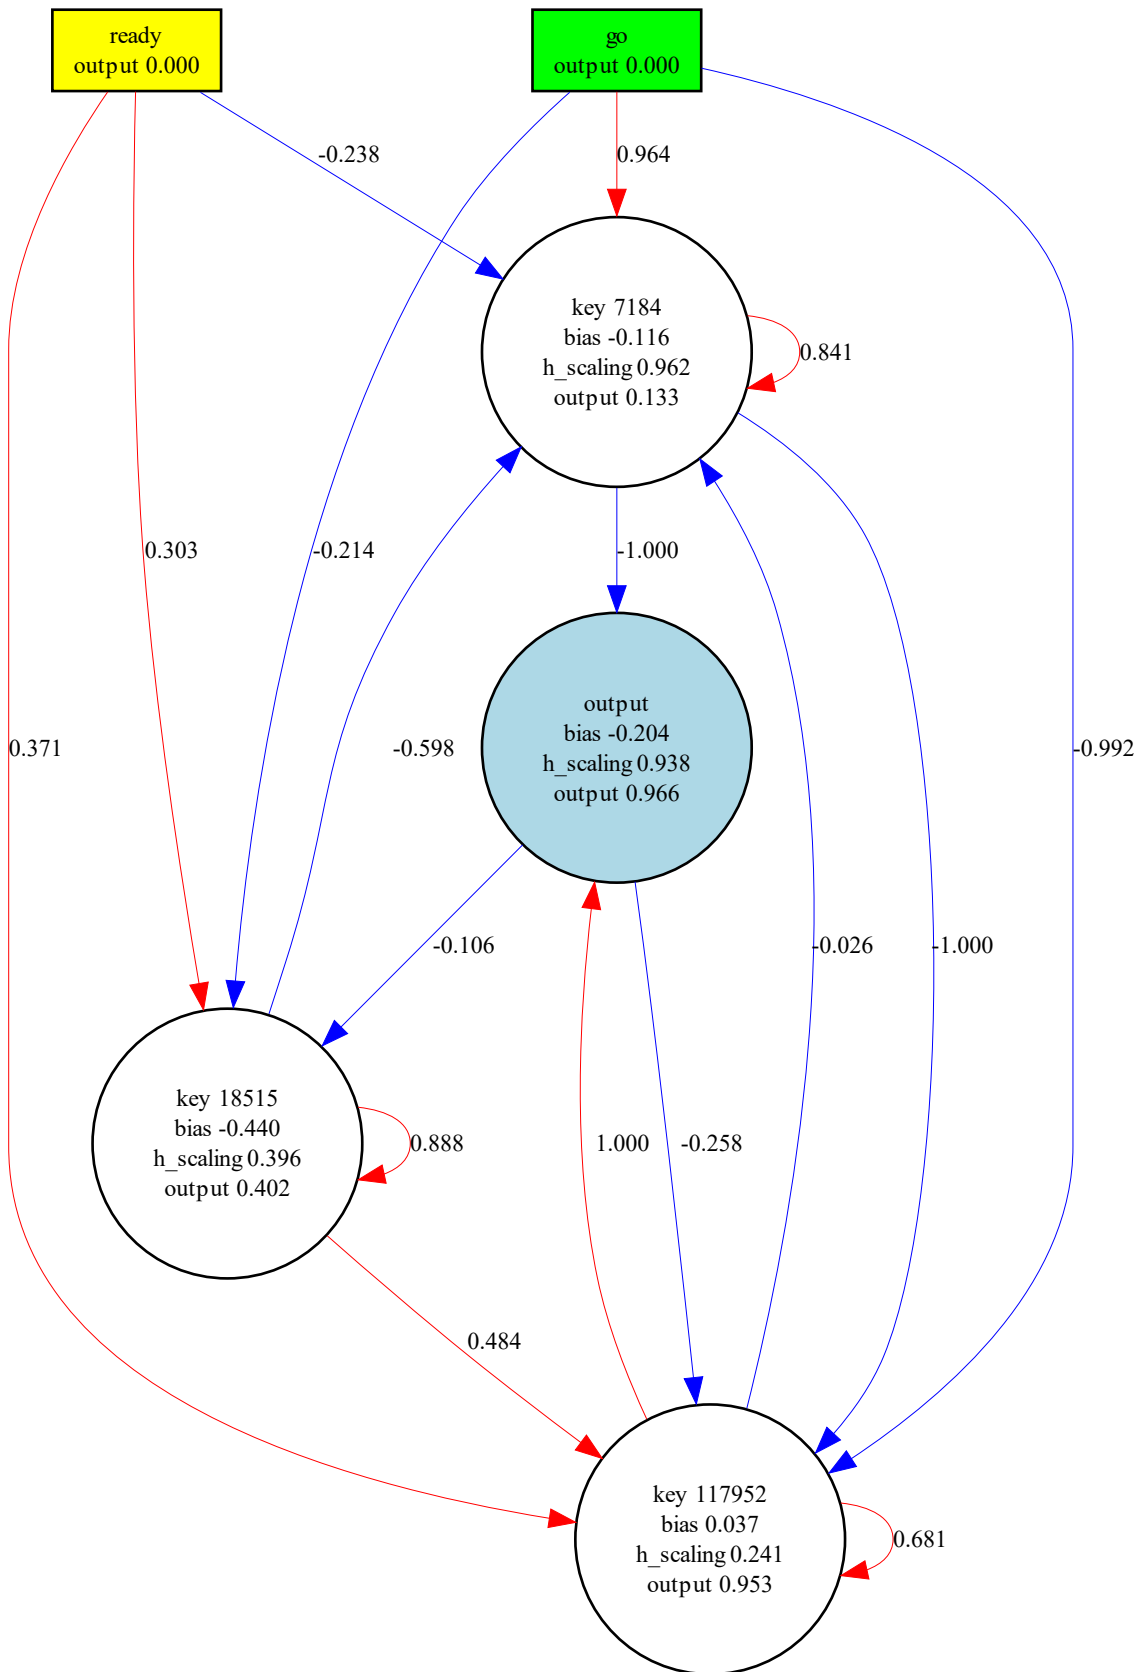 ready
output 0.000
go
output 0.000
-0.238
0.964
key 7184
bias -0.116
h_scaling 0.962
output 0.133
0.841
0.303
-0.214
-1.000
output
bias -0.204
h_scaling 0.938
output 0.966
0.371
-0.598
-0.992
-0.106
-0.026
-1.000
key 18515
bias -0.440
h_scaling 0.396
output 0.402
0.888
1.000
-0.258
0.484
key 117952
bias 0.037
h_scaling 0.241
output 0.953
0.681